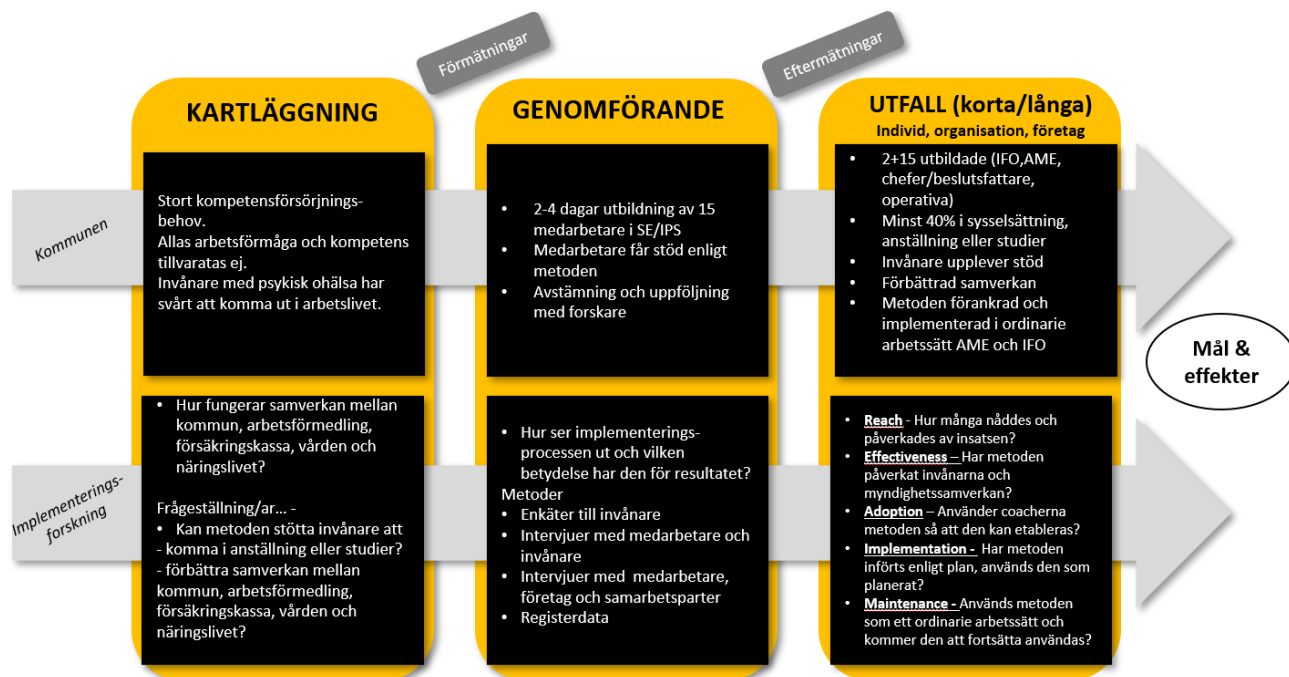 Förmätningar
Eftermätningar
KARTLÄGGNING
GENOMFÖRANDE
UTFALL (korta/långa)
Individ, organisation, företag
Kommunen
Stort kompetensförsörjnings-
behov.
Allas arbetsförmåga och kompetens
tillvaratas ej.
Invånare med psykisk ohälsa har
svårt att komma ut i arbetslivet.
• 2-4 dagar utbildning av 15
medarbetare i SE/IPS
• Medarbetare får stöd enligt
metoden
• Avstämning och uppföljning
med forskare
• 2+15 utbildade (IFO,AME,
chefer/beslutsfattare,
operativa)
• Minst 40% i sysselsättning,
anställning eller studier
• Invånare upplever stöd
• Förbättrad samverkan
• Metoden förankrad och
implementerad i ordinarie
arbetssätt AME och IFO
Mål &
effekter
Implementerings-
forskning
• Hur fungerar samverkan mellan
kommun, arbetsförmedling,
försäkringskassa, vården och
näringslivet?
Frågeställning/ar... -
• Kan metoden stötta invånare att
- komma i anställning eller studier?
- förbättra samverkan mellan
kommun, arbetsförmedling,
försäkringskassa, vården och
näringslivet?
• Hur ser implementerings-
processen ut och vilken
betydelse har den för resultatet?
Metoder
• Enkäter till invånare
• Intervjuer med medarbetare och
invånare
• Intervjuer med medarbetare,
företag och samarbetsparter
• Registerdata
• Reach - Hur många nåddes och
påverkades av insatsen?
• Effectiveness – Har metoden
påverkat invånarna och
myndighetssamverkan?
• Adoption – Använder coacherna
metoden så att den kan etableras?
• Implementation - Har metoden
införts enligt plan, används den som
planerat?
• Maintenance - Används metoden
som ett ordinarie arbetssätt och
kommer den att fortsätta användas?